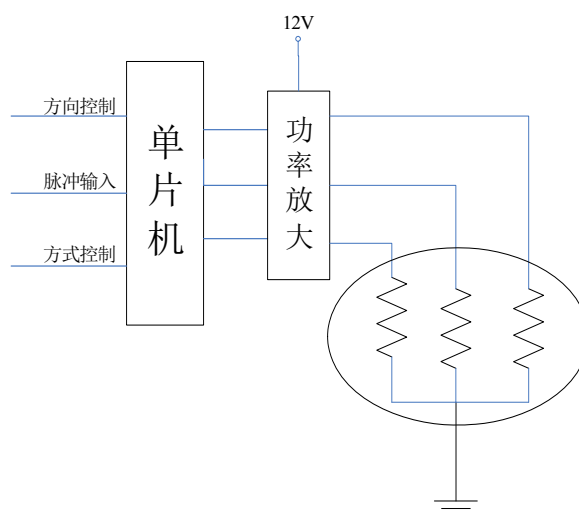 12V
方向控制
脉冲输入
方式控制
单片机
功率放大